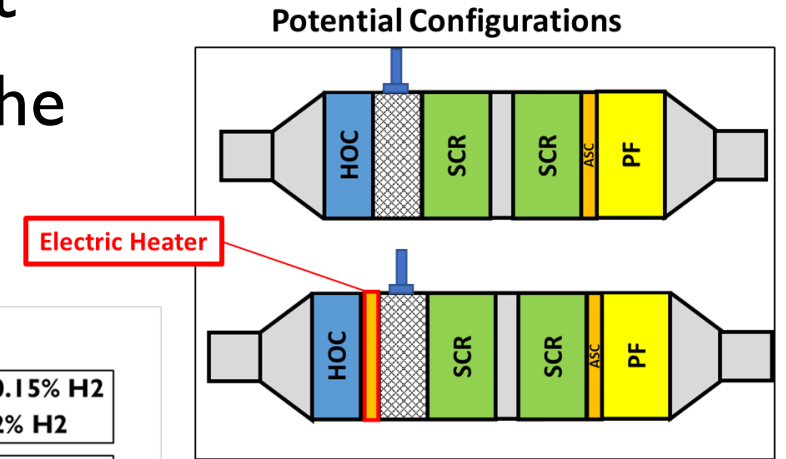 t
Potential Configurations
he
HOC
SCR
SCR
ASC
PF
Electric Heater
HOC
SCR
SCR
ASC
PF
0.15% H2
2% H2